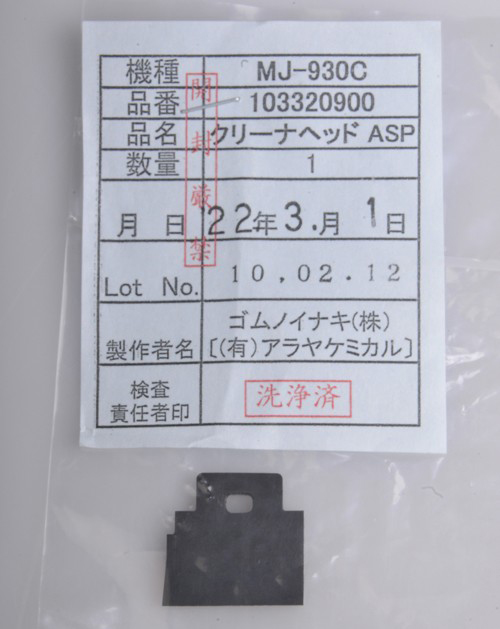 機種 MJ-930C
品番 103320900
品名 クリーナヘッド ASP
数量 1
月 日 '22年 3.月 1日
Lot No. 10,02.12
製作者名 ゴムノイナキ(株)
[(有)アラヤケミカル]
検査
責任者印 洗浄済
開封厳禁